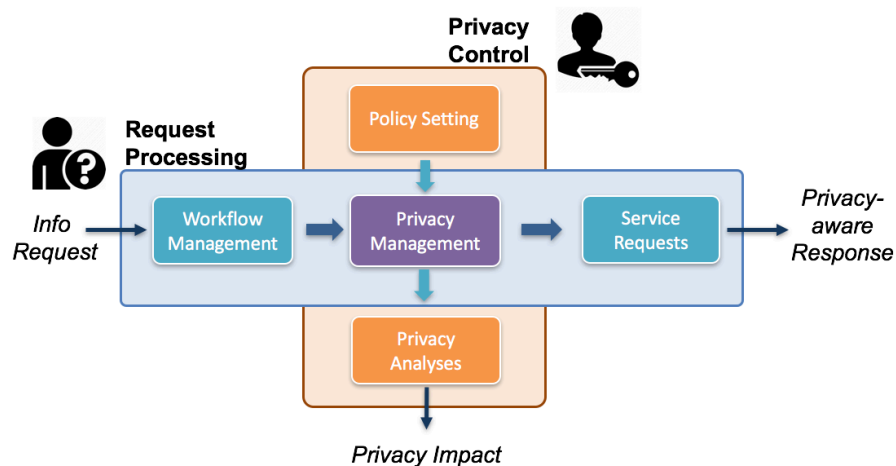 Privacy
Control
Policy Setting
Request
Processing
?
Info
Request
Workflow
Management
Privacy
Management
Service
Requests
Privacy-
aware
Response
Privacy
Analyses
Privacy Impact